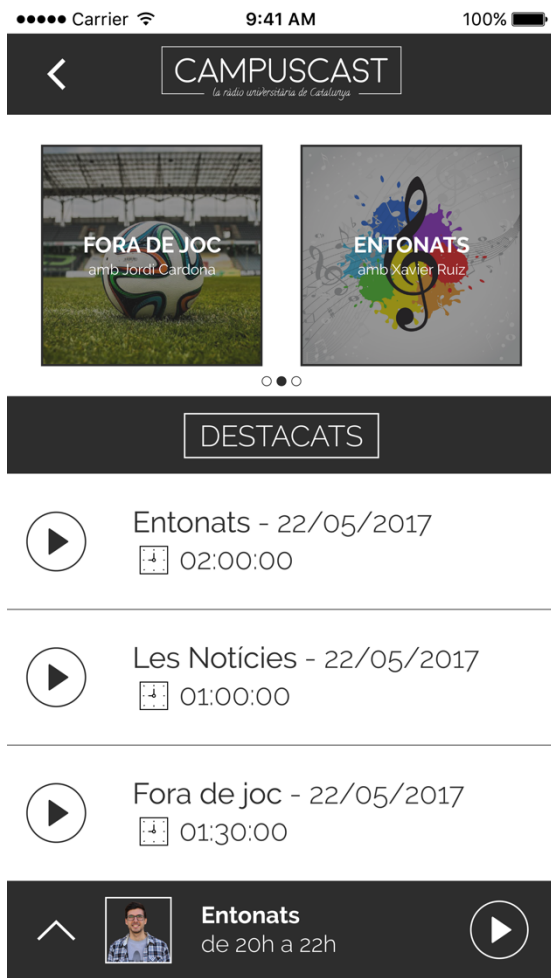 Carrier 9:41 AM 100%
CAMPUSCAST
la ràdio universitària de Catalunya
FORA DE JOC
amb Jordi Cardona
ENTONATS
amb Xavier Ruiz
DESTACATS
Entonats - 22/05/2017
02:00:00
Les Notícies - 22/05/2017
01:00:00
Fora de joc - 22/05/2017
01:30:00
Entonats
de 20h a 22h